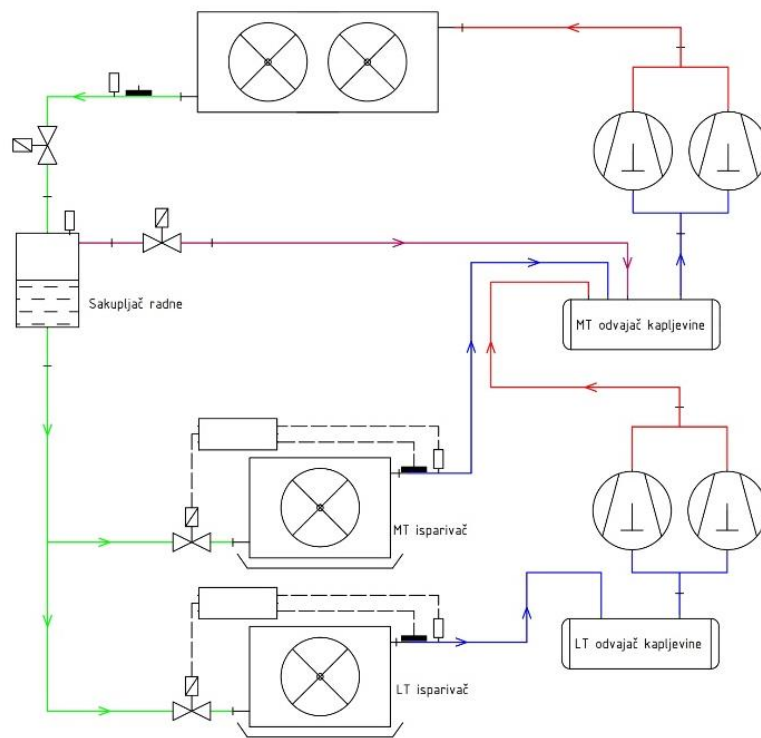 Sakupljač radne
MT odvajač kapljevine
MT isparivač
LT odvajač kapljevine
LT isparivač